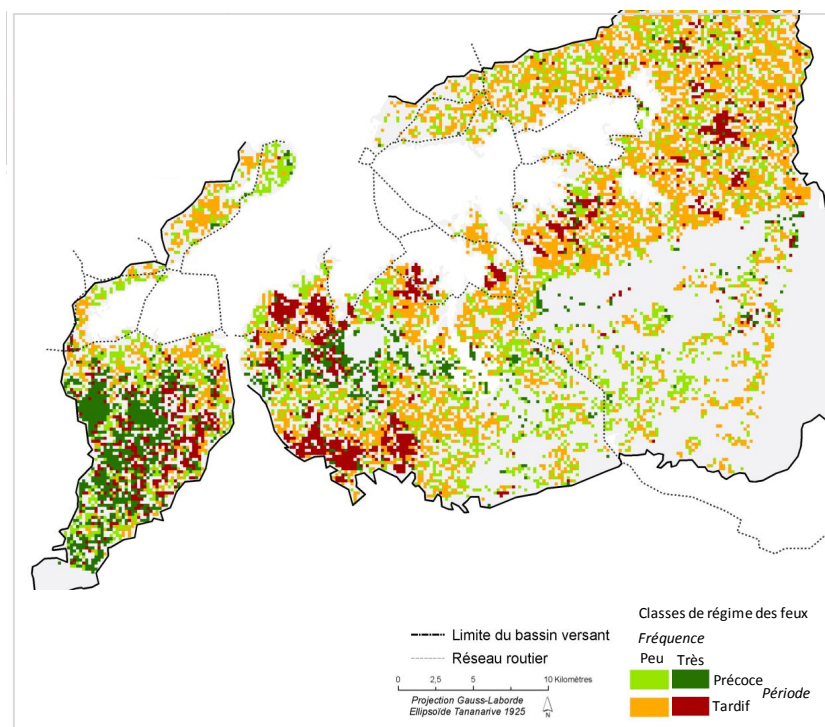 Classes de régime des feux
Fréquence
Peu Très
Précoce
Période
Tardif
Limite du bassin versant
Réseau routier
0 2,5 5 10 Kilomètres
Projection Gauss-Laborde
Ellipsoïde Tananarive 1925
N